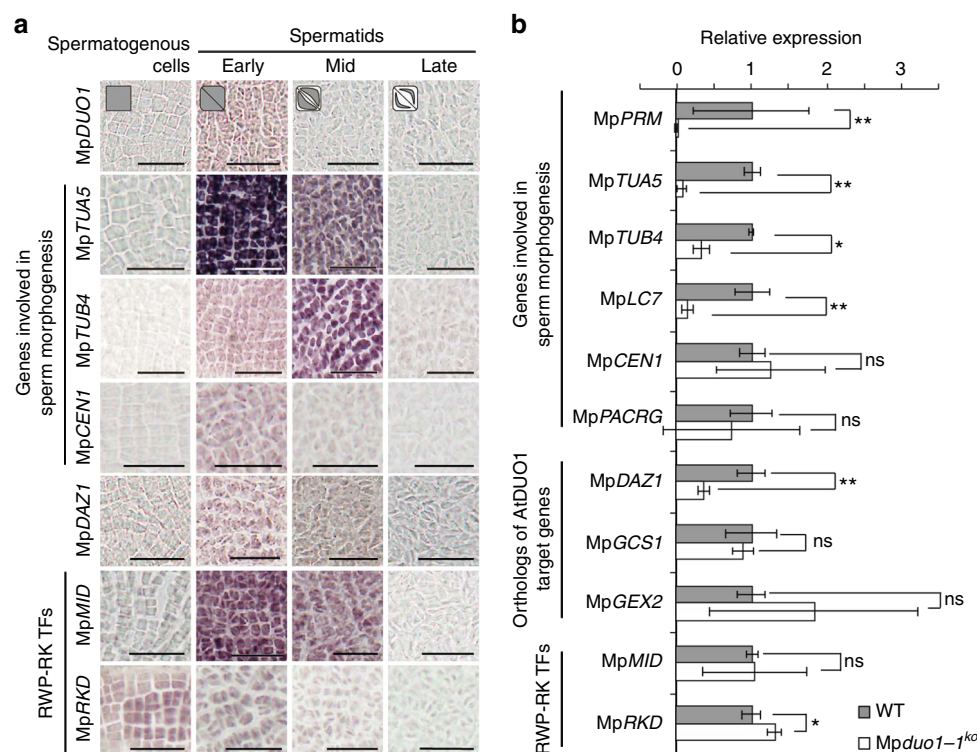 a
Spermatogenous cells
Spermatids
Early
Mid
Late
MpDUO1
Genes involved in
sperm morphogenesis
MpTUA5
MpTUB4
MpCEN1
MpDAZ1
RWP-RK TFs
MpMID
MpRKD
b
Relative expression
0 1 2 3
Genes involved in
sperm morphogenesis
MpPRM
**
MpTUA5
**
MpTUB4
*
MpLC7
**
MpCEN1
ns
MpPACRG
ns
Orthologs of AtDUO1
target genes
MpDAZ1
**
MpGCS1
ns
MpGEX2
ns
RWP-RK TFs
MpMID
ns
MpRKD
*
WT
Mpduo1–1ko